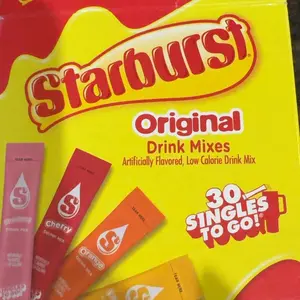 Starburst®
Original
Drink Mixes
Artificially Flavored, Low Calorie Drink Mix
30
SINGLES
TO GO!
S
Cherry
S
Orange